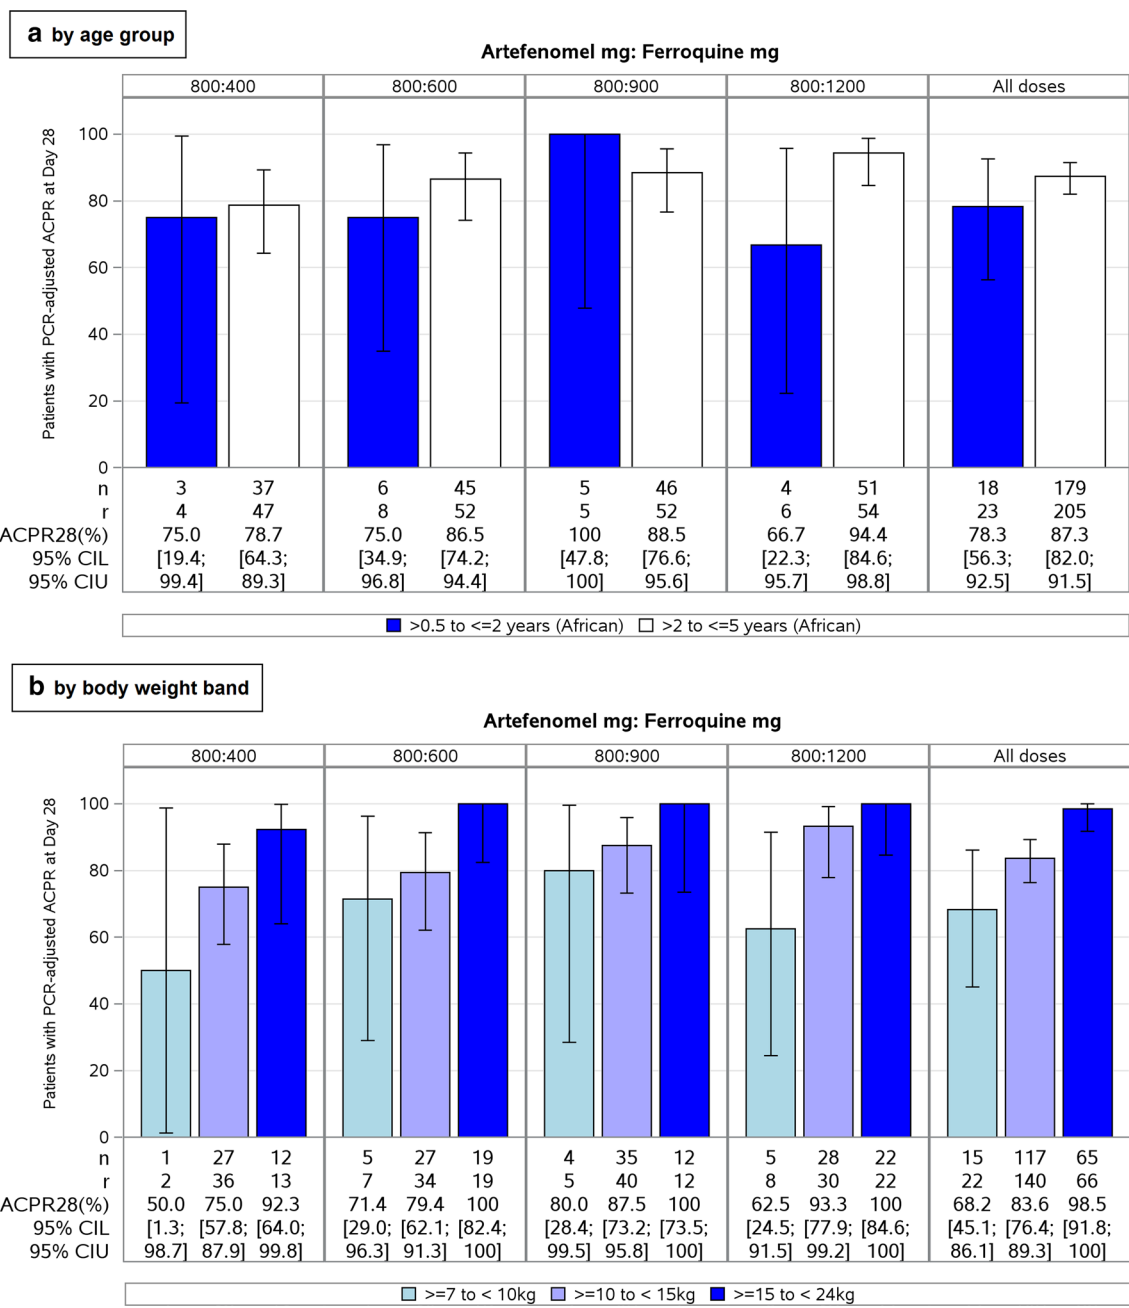 a by age group
Artefenomel mg: Ferroquine mg
800:400 800:600 800:900 800:1200 All doses
Patients with PCR-adjusted ACPR at Day 28
100
80
60
40
20
0
n 3 37 6 45 5 46 4 51 18 179
r 4 47 8 52 5 52 6 54 23 205
ACPR28(%) 75.0 78.7 75.0 86.5 100 88.5 66.7 94.4 78.3 87.3
95% CIL [19.4; [64.3; [34.9; [74.2; [47.8; [76.6; [22.3; [84.6; [56.3; [82.0;
95% CIU 99.4] 89.3] 96.8] 94.4] 100] 95.6] 95.7] 98.8] 92.5] 91.5]
>0.5 to <=2 years (African) >2 to <=5 years (African)
b by body weight band
Artefenomel mg: Ferroquine mg
800:400 800:600 800:900 800:1200 All doses
Patients with PCR-adjusted ACPR at Day 28
100
80
60
40
20
0
n 1 27 12 5 27 19 4 35 12 5 28 22 15 117 65
r 2 36 13 7 34 19 5 40 12 8 30 22 22 140 66
ACPR28(%) 50.0 75.0 92.3 71.4 79.4 100 80.0 87.5 100 62.5 93.3 100 68.2 83.6 98.5
95% CIL [1.3; [57.8; [64.0; [29.0; [62.1; [82.4; [28.4; [73.2; [73.5; [24.5; [77.9; [84.6; [45.1; [76.4; [91.8;
95% CIU 98.7] 87.9] 99.8] 96.3] 91.3] 100] 99.5] 95.8] 100] 91.5] 99.2] 100] 86.1] 89.3] 100]
>=7 to < 10kg >=10 to < 15kg >=15 to < 24kg